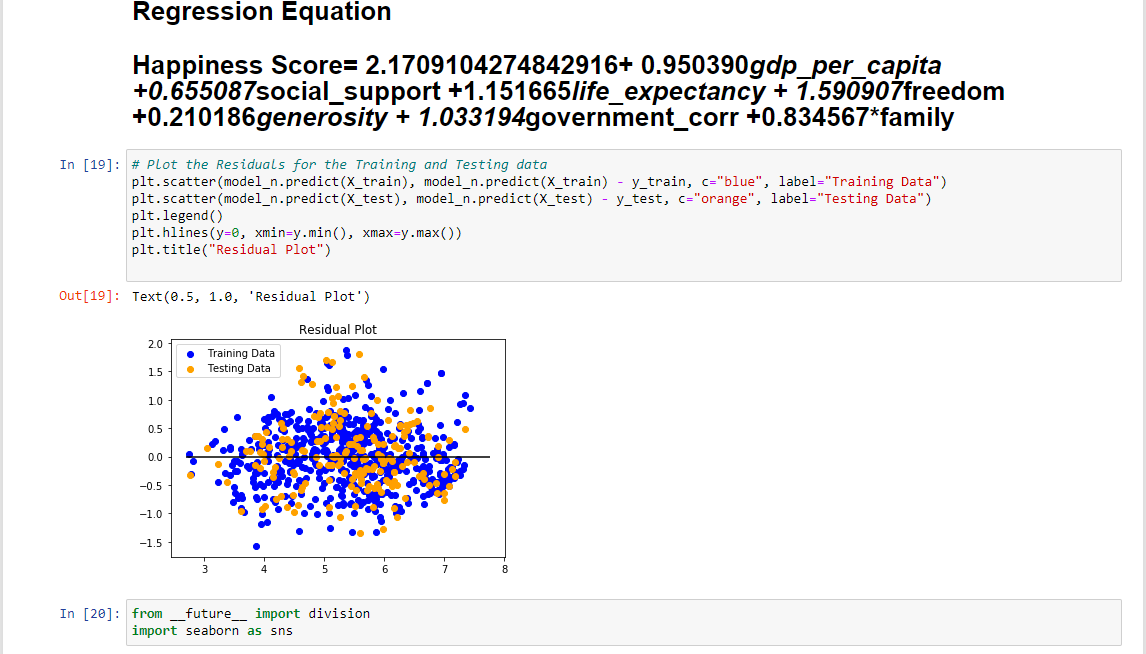 Regression Equation
Happiness Score= 2.1709104274842916+ 0.950390gdp_per_capita
+0.655087social_support +1.151665life_expectancy + 1.590907freedom
+0.210186generosity + 1.033194government_corr +0.834567*family
In [19]: # Plot the Residuals for the Training and Testing data
plt.scatter(model_n.predict(X_train), model_n.predict(X_train) - y_train, c="blue", label="Training Data")
plt.scatter(model_n.predict(X_test), model_n.predict(X_test) - y_test, c="orange", label="Testing Data")
plt.legend()
plt.hlines(y=0, xmin=y.min(), xmax=y.max())
plt.title("Residual Plot")
Out[19]: Text(0.5, 1.0, 'Residual Plot')
Residual Plot
Training Data
Testing Data
2.0
1.5
1.0
0.5
0.0
−0.5
−1.0
−1.5
3 4 5 6 7 8
In [20]: from __future__ import division
import seaborn as sns